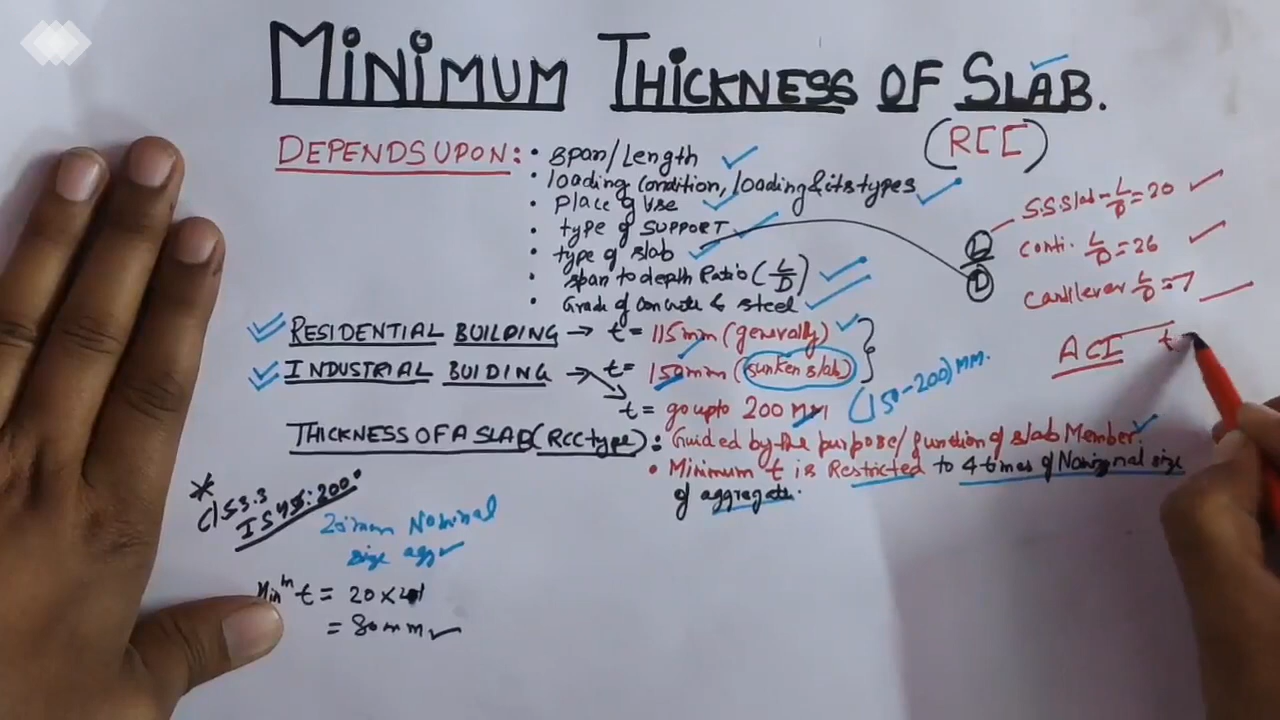 MINIMUM THICKNESS OF SLAB.
(RCC)
DEPENDS UPON:
• Span/Length
• loading Condition, loading & its types
• Place of Use
• type of SUPPORT
• type of slab
• Span to depth Ratio (L/D)
• Grade of Concrete & steel
S.S Slab - L/D = 20
Conti. L/D = 26
Cantilever L/D = 7
L
D
RESIDENTIAL BUILDING → t = 115mm (generally)
INDUSTRIAL BUIDING → t = 150mm (Sunken slab)
t = go upto 200 MM (150-200) MM.
ACI t =
THICKNESS OF A SLAB (RCC type): Guided by the purpose/function of slab Member.
• Minimum t is Restricted to 4 times of Nominal size
of aggregate.
*
Cl 53.3
IS 456:2000
20mm Nominal
size agg
Minm t = 20 x 4
= 80mm